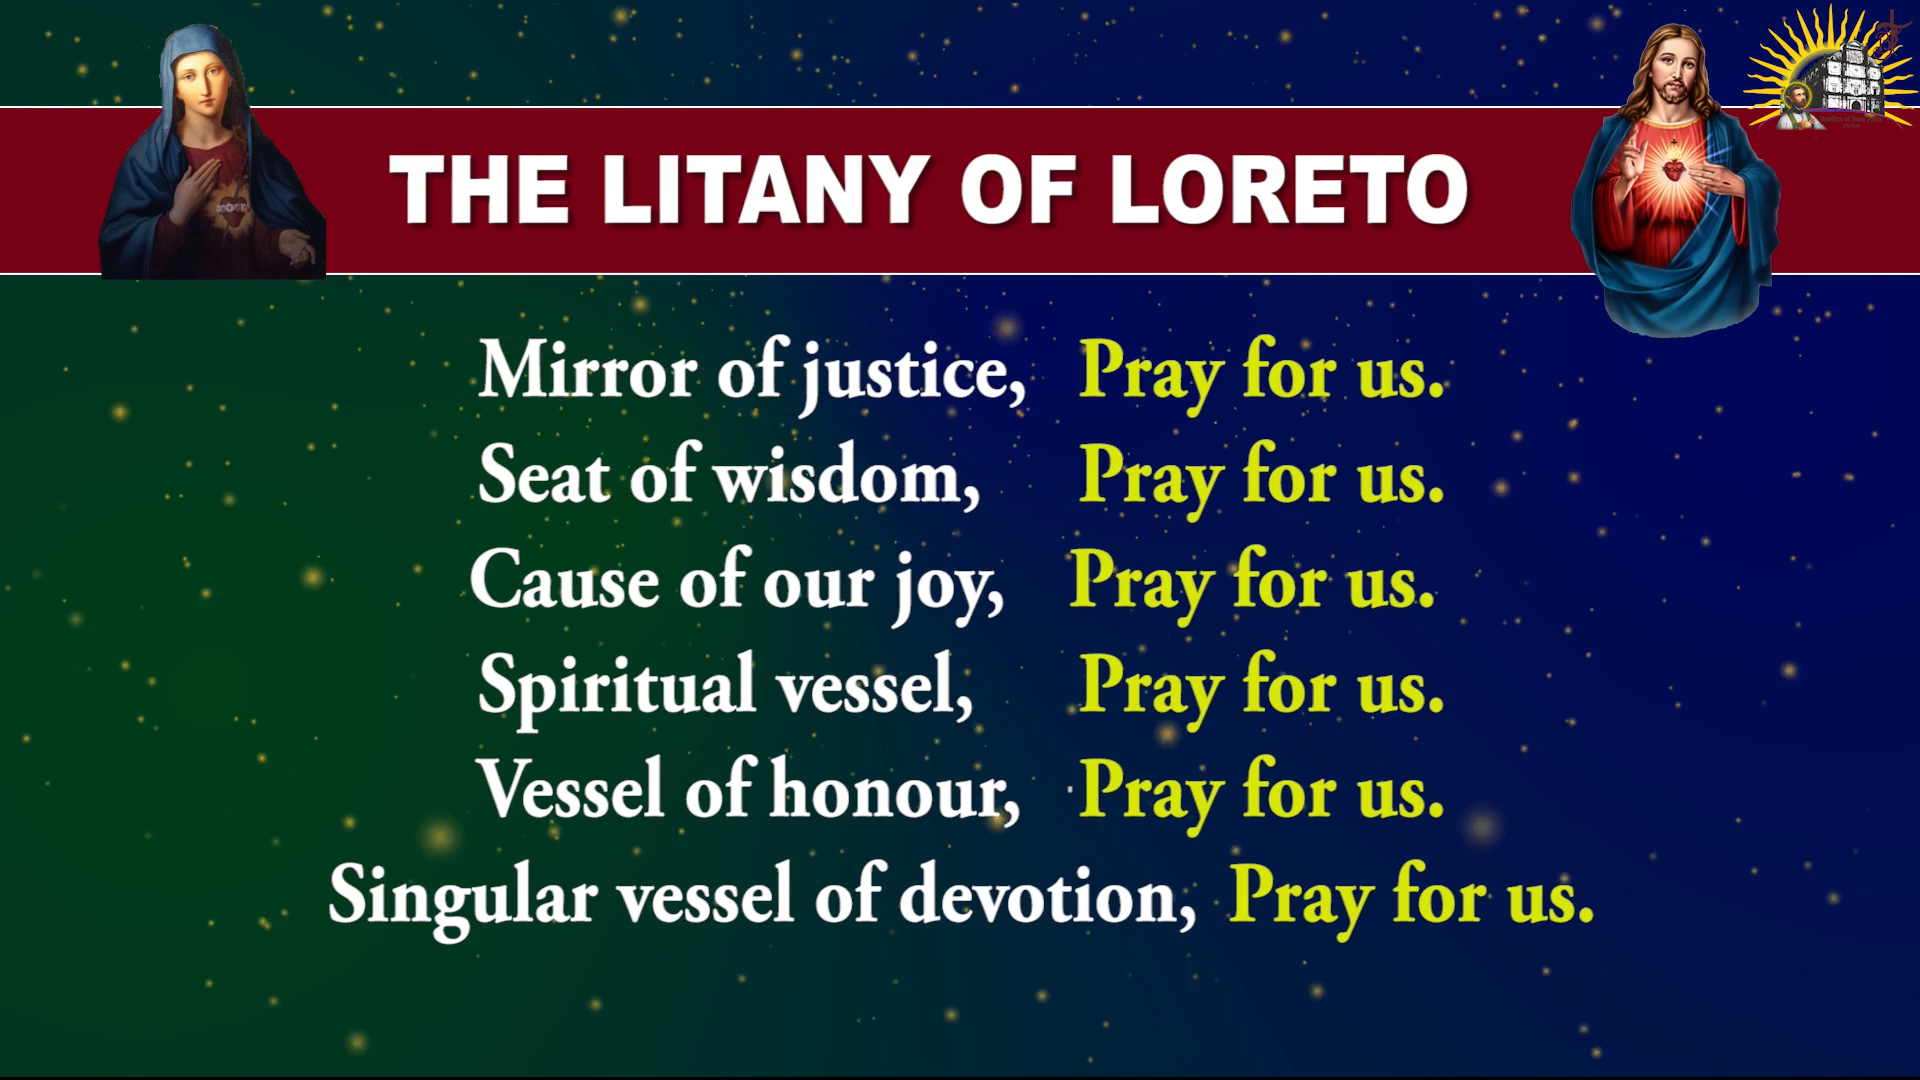 THE LITANY OF LORETO
Mirror of justice, Pray for us.
Seat of wisdom, Pray for us.
Cause of our joy, Pray for us.
Spiritual vessel, Pray for us.
Vessel of honour, Pray for us.
Singular vessel of devotion, Pray for us.